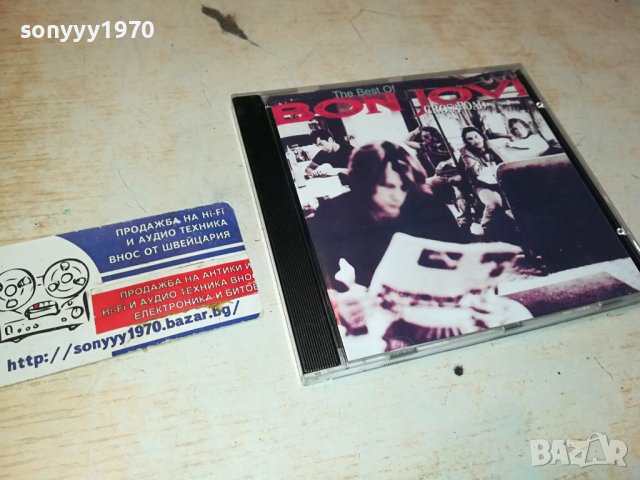 sonyyy1970
The Best Of
BON JOVI
CROSS ROAD
ПРОДАЖБА НА Hi-Fi
И АУДИО ТЕХНИКА
ВНОС ОТ ШВЕЙЦАРИЯ
ПРОДАЖБА НА АНТИКИ И
Hi-Fi И АУДИО ТЕХНИКА ВНО
ЕЛЕКТРОНИКА И БИТОВ
http://sonyyy1970.bazar.bg/
BAZAR
bg